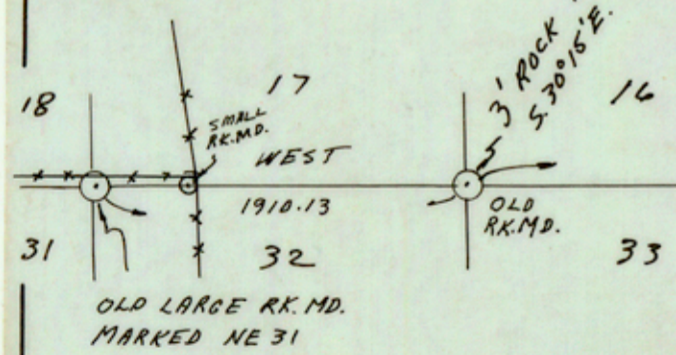 3' ROCK
S.30°15'E.
18
17
16
SMALL
RK.MD.
WEST
1910.13
OLD
RK.MD.
31
32
33
OLD LARGE RK. MD.
MARKED NE 31